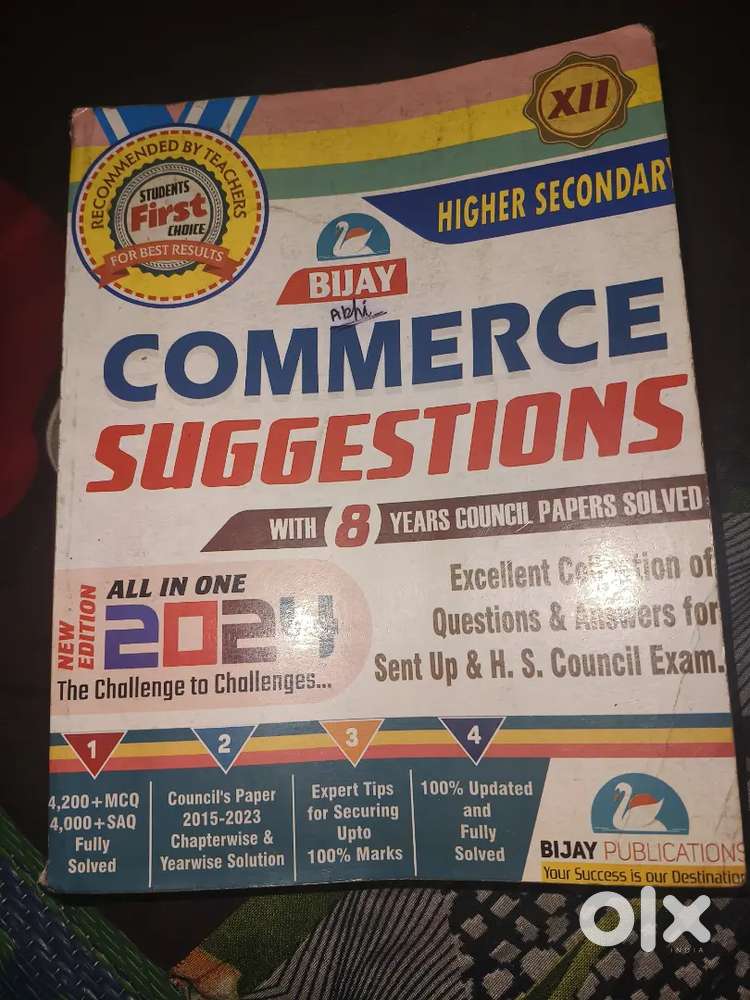 XII
RECOMMENDED BY TEACHERS
STUDENTS
First
CHOICE
FOR BEST RESULTS
HIGHER SECONDARY
BIJAY
Abhi
COMMERCE
SUGGESTIONS
WITH 8 YEARS COUNCIL PAPERS SOLVED
NEW EDITION
ALL IN ONE
2024
The Challenge to Challenges...
Excellent Collection of
Questions & Answers for
Sent Up & H. S. Council Exam.
1
4,200+MCQ
4,000+SAQ
Fully
Solved
2
Council's Paper
2015-2023
Chapterwise &
Yearwise Solution
3
Expert Tips
for Securing
Upto
100% Marks
4
100% Updated
and
Fully
Solved
BIJAY PUBLICATIONS
Your Success is our Destination
olx
INDIA